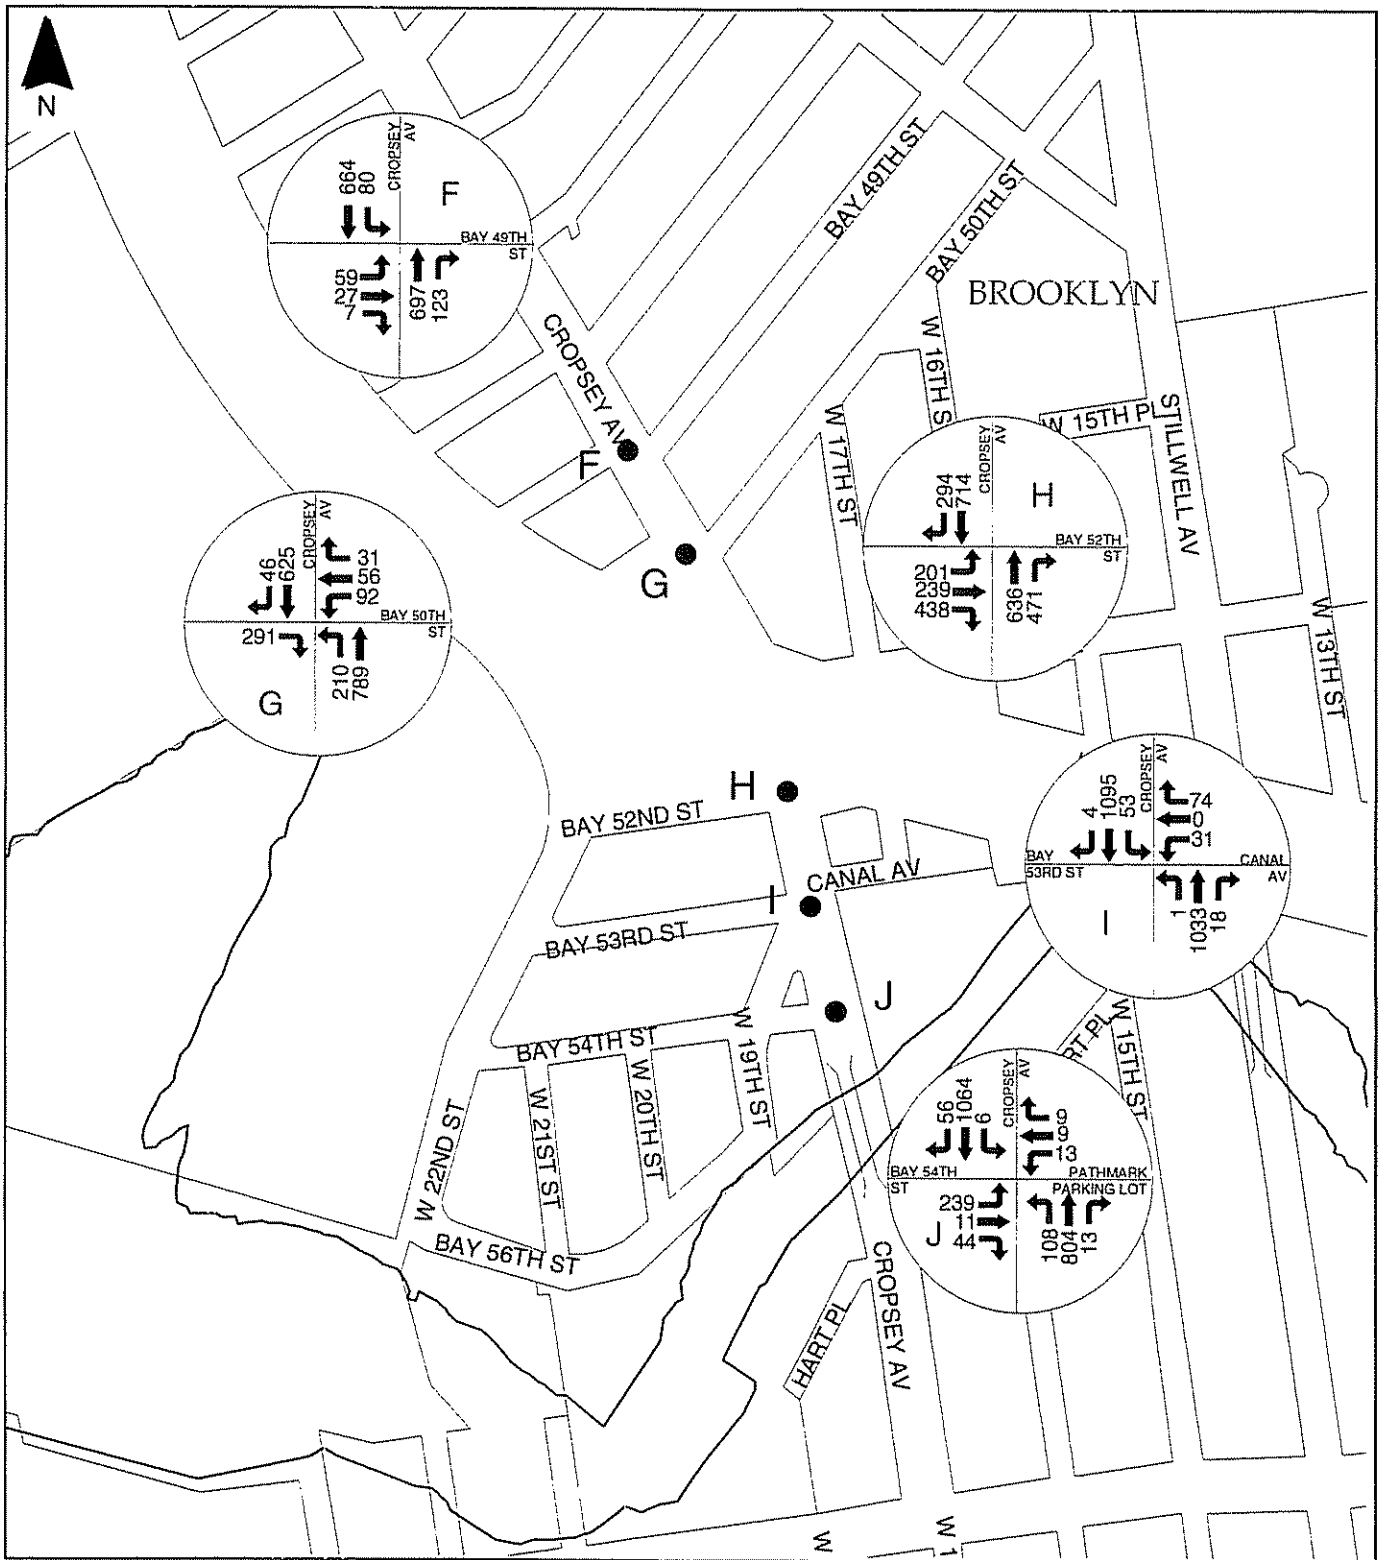 N
664
80
CROPSEY
AV
F
BAY 49TH
ST
59
27
7
697
123
BAY 49TH ST
BAY 50TH ST
BROOKLYN
CROPSEY AV
F
G
W 16TH S
W 17TH ST
W 15TH PL
STILLWELL AV
W 13TH ST
294
714
CROPSEY
AV
H
BAY 52TH
ST
201
239
438
636
471
46
625
CROPSEY
AV
31
56
92
BAY 50TH
ST
291
210
789
G
H
BAY 52ND ST
I
CANAL AV
BAY 53RD ST
J
4
1095
53
CROPSEY
AV
74
0
31
BAY
53RD ST
CANAL
AV
1
1033
18
I
BAY 54TH ST
W 19TH ST
W 20TH ST
W 21ST ST
W 22ND ST
BAY 56TH ST
RT PL
W 15TH ST
56
1064
6
CROPSEY
AV
9
9
13
BAY 54TH
ST
PATHMARK
PARKING LOT
239
11
44
J
108
804
13
HART PL
CROPSEY AV
W
W 1